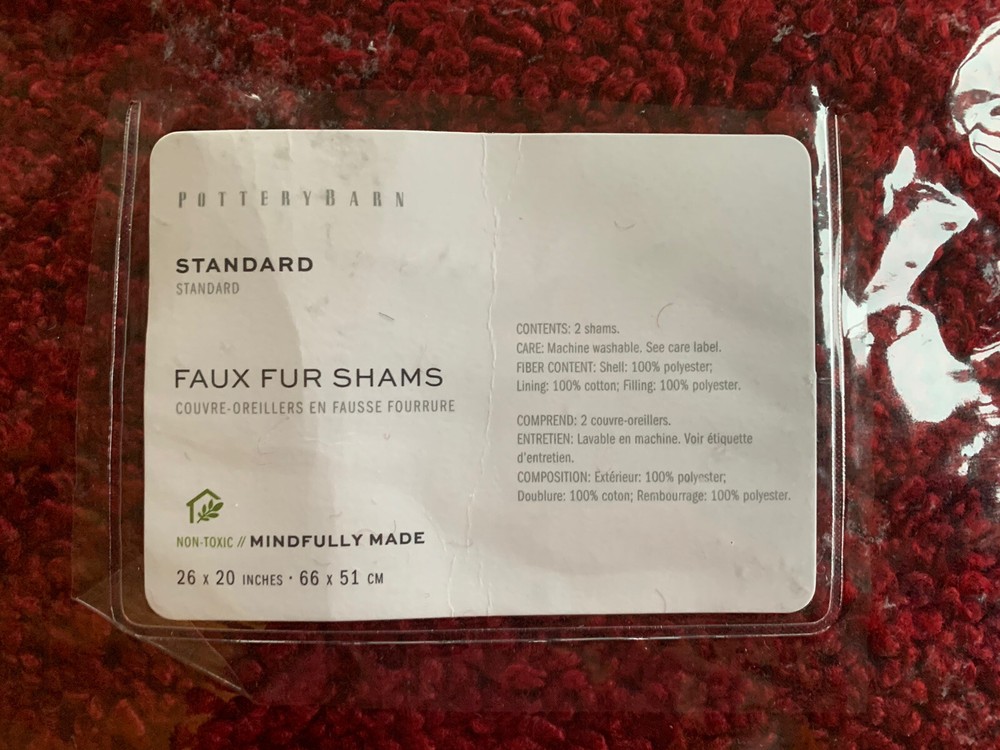 POTTERY BARN
STANDARD
STANDARD
FAUX FUR SHAMS
COUVRE-OREILLERS EN FAUSSE FOURRURE
NON-TOXIC // MINDFULLY MADE
26 x 20 INCHES · 66 x 51 CM
CONTENTS: 2 shams.
CARE: Machine washable. See care label.
FIBER CONTENT: Shell: 100% polyester;
Lining: 100% cotton; Filling: 100% polyester.
COMPREND: 2 couvre-oreillers.
ENTRETIEN: Lavable en machine. Voir étiquette
d'entretien.
COMPOSITION: Extérieur: 100% polyester;
Doublure: 100% coton; Rembourrage: 100% polyester.